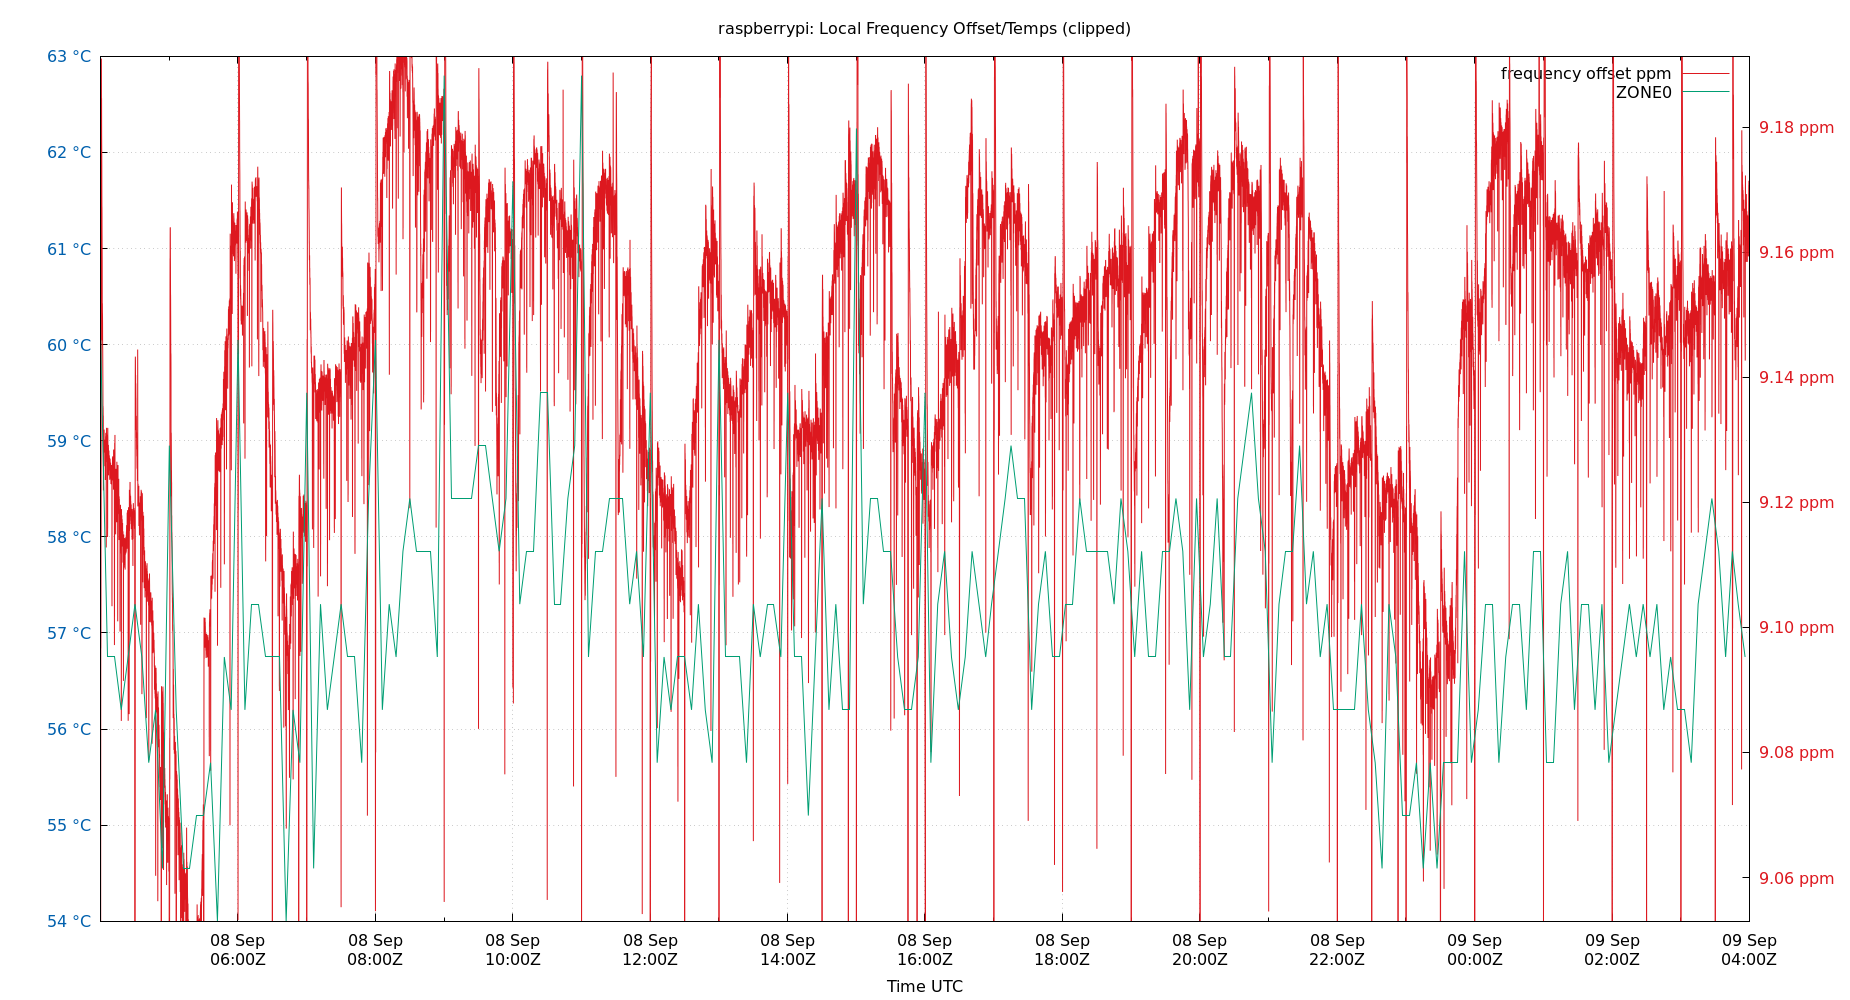 raspberrypi: Local Frequency Offset/Temps (clipped)
63 °C
62 °C
61 °C
60 °C
59 °C
58 °C
57 °C
56 °C
55 °C
54 °C
frequency offset ppm
ZONE0
9.18 ppm
9.16 ppm
9.14 ppm
9.12 ppm
9.10 ppm
9.08 ppm
9.06 ppm
08 Sep
06:00Z
08 Sep
08:00Z
08 Sep
10:00Z
08 Sep
12:00Z
08 Sep
14:00Z
08 Sep
16:00Z
08 Sep
18:00Z
08 Sep
20:00Z
08 Sep
22:00Z
09 Sep
00:00Z
09 Sep
02:00Z
09 Sep
04:00Z
Time UTC